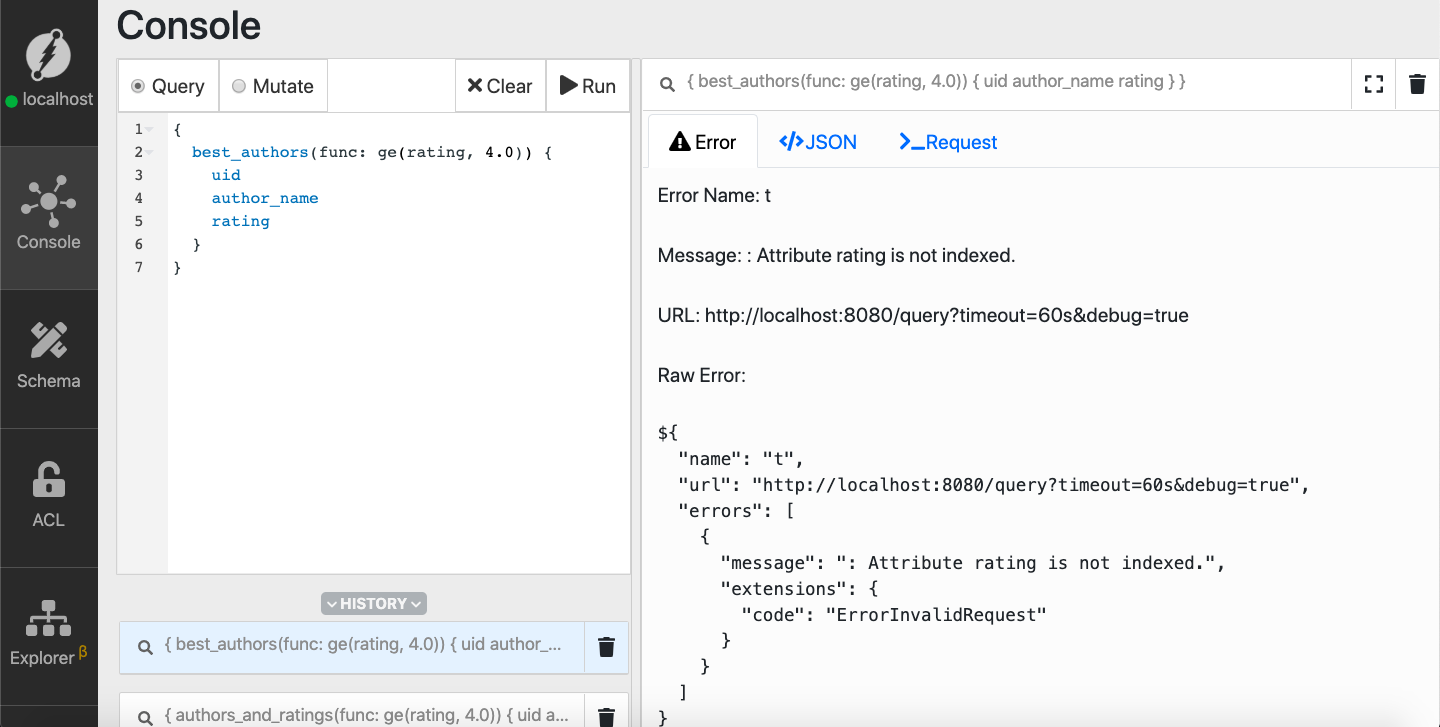 Console
localhost
Console
Schema
ACL
Explorer β
Query
Mutate
Clear
Run
1 {
2 best_authors(func: ge(rating, 4.0)) {
3 uid
4 author_name
5 rating
6 }
7 }
HISTORY
{ best_authors(func: ge(rating, 4.0)) { uid author_...
{ authors_and_ratings(func: ge(rating, 4.0)) { uid a...
{ best_authors(func: ge(rating, 4.0)) { uid author_name rating } }
Error
JSON
Request
Error Name: t
Message: : Attribute rating is not indexed.
URL: http://localhost:8080/query?timeout=60s&debug=true
Raw Error:
${
"name": "t",
"url": "http://localhost:8080/query?timeout=60s&debug=true",
"errors": [
{
"message": ": Attribute rating is not indexed.",
"extensions": {
"code": "ErrorInvalidRequest"
}
}
]
}